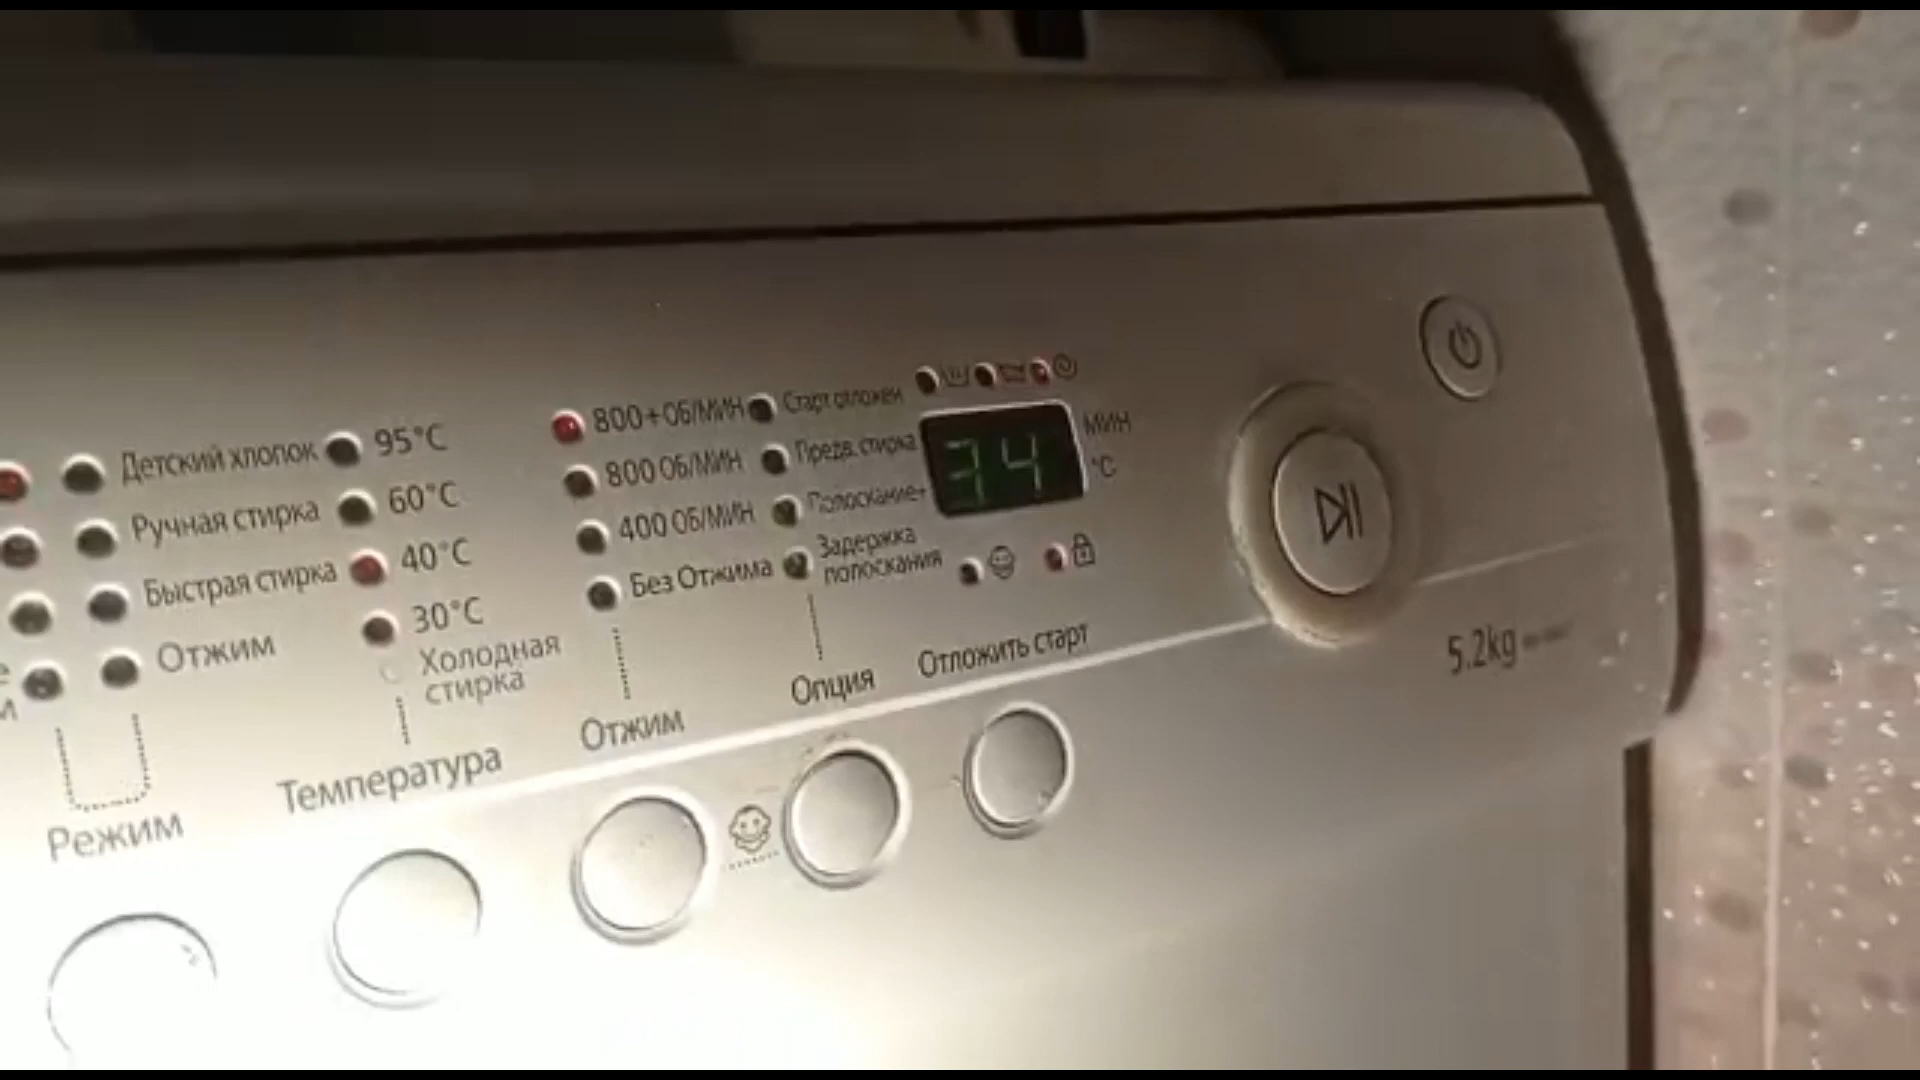 Детский хлопок
Ручная стирка
Быстрая стирка
Отжим
Режим
95°C
60°C
40°C
30°C
Холодная
стирка
Температура
800+ОБ/МИН
800 ОБ/МИН
400 ОБ/МИН
Без Отжима
Отжим
Старт отложен
Предв. стирка
Полоскание+
Задержка
полоскания
Опция
34
МИН
°C
Отложить старт
5.2kg